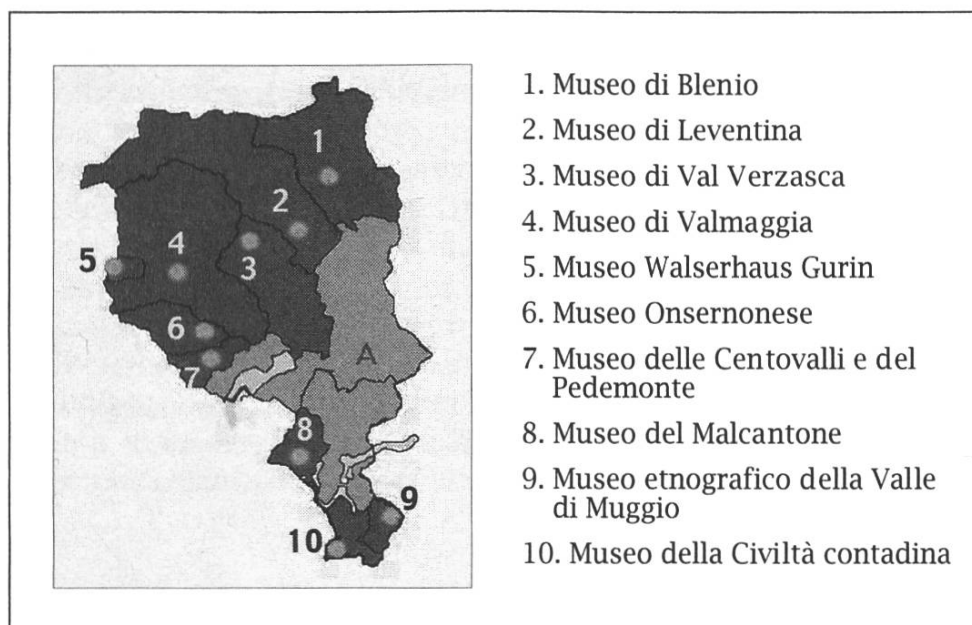 1. Museo di Blenio
2. Museo di Leventina
3. Museo di Val Verzasca
4. Museo di Valmaggia
5. Museo Walserhaus Gurin
6. Museo Onsernonese
7. Museo delle Centovalli e del
Pedemonte
8. Museo del Malcantone
9. Museo etnografico della Valle
di Muggio
10. Museo della Civiltà contadina
1
2
3
4
5
6
7
A
8
9
10